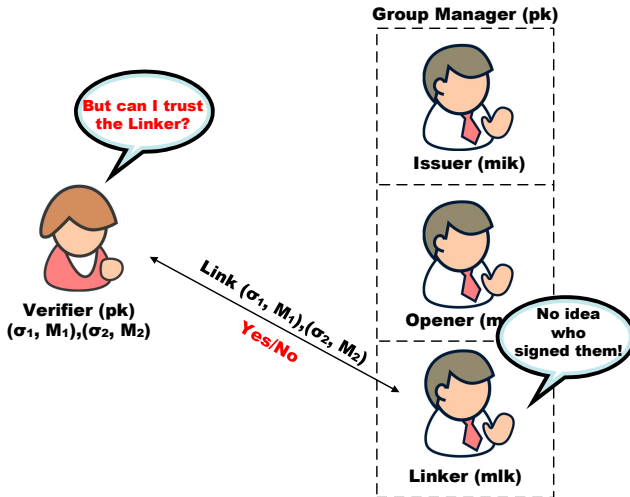 Group Manager (pk)
But can I trust
the Linker?
Issuer (mik)
Verifier (pk)
(σ₁, M₁),(σ₂, M₂)
Link (σ₁, M₁),(σ₂, M₂)
Yes/No
Opener (m
No idea
who
signed them!
Linker (mlk)